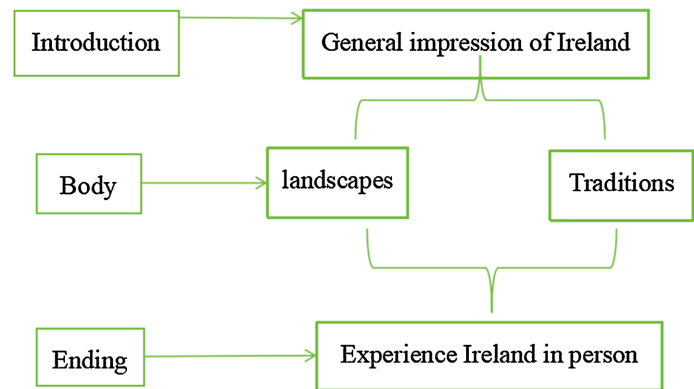 Introduction
General impression of Ireland
Body
landscapes
Traditions
Ending
Experience Ireland in person